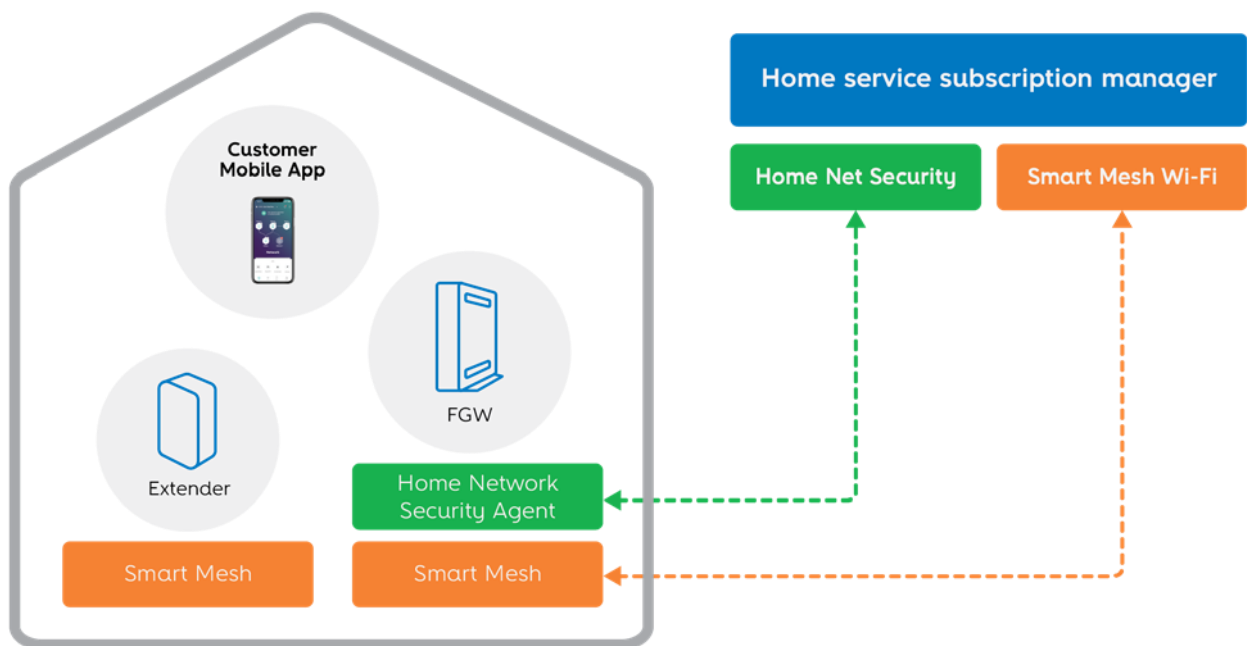 Customer
Mobile App
FGW
Extender
Home Network
Security Agent
Smart Mesh
Smart Mesh
Home service subscription manager
Home Net Security
Smart Mesh Wi-Fi